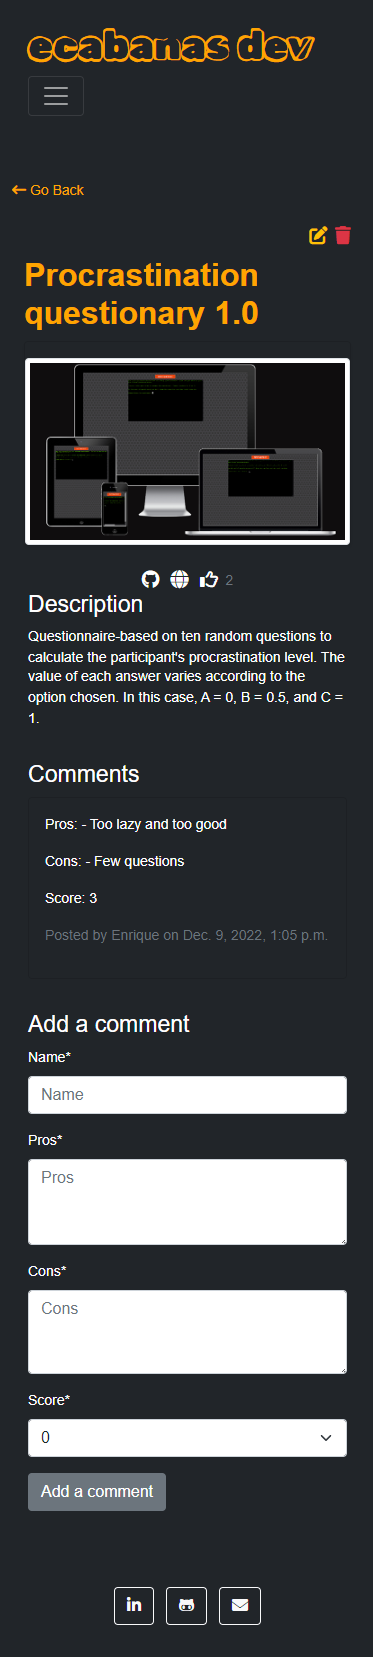 ecabanas dev
Go Back
Procrastination
questionary 1.0
2
Description
Questionnaire-based on ten random questions to
calculate the participant's procrastination level. The
value of each answer varies according to the
option chosen. In this case, A = 0, B = 0.5, and C =
1.
Comments
Pros: - Too lazy and too good
Cons: - Few questions
Score: 3
Posted by Enrique on Dec. 9, 2022, 1:05 p.m.
Add a comment
Name*
Name
Pros*
Pros
Cons*
Cons
Score*
0
Add a comment
in